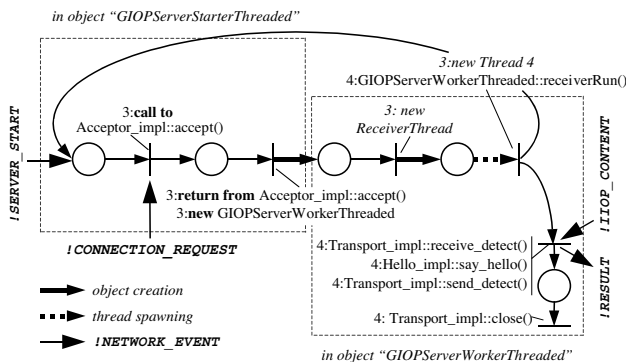 in object “GIOPServerStarterThreaded”
3:new Thread 4
4:GIOPServerWorkerThreaded::receiverRun()
3:call to
Acceptor_impl::accept()
3: new
ReceiverThread
!SERVER_START
!IIOP_CONTENT
3:return from Acceptor_impl::accept()
3:new GIOPServerWorkerThreaded
!CONNECTION_REQUEST
4:Transport_impl::receive_detect()
4:Hello_impl::say_hello()
4:Transport_impl::send_detect()
!RESULT
object creation
thread spawning
4: Transport_impl::close()
!NETWORK_EVENT
in object “GIOPServerWorkerThreaded”